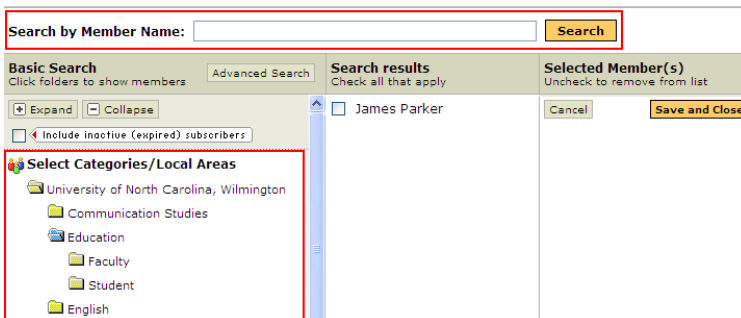 Search by Member Name: Search
Basic Search
Click folders to show members
Advanced Search
Search results
Check all that apply
Selected Member(s)
Uncheck to remove from list
Expand Collapse
Include inactive (expired) subscribers
James Parker
Cancel Save and Close
Select Categories/Local Areas
University of North Carolina, Wilmington
Communication Studies
Education
Faculty
Student
English